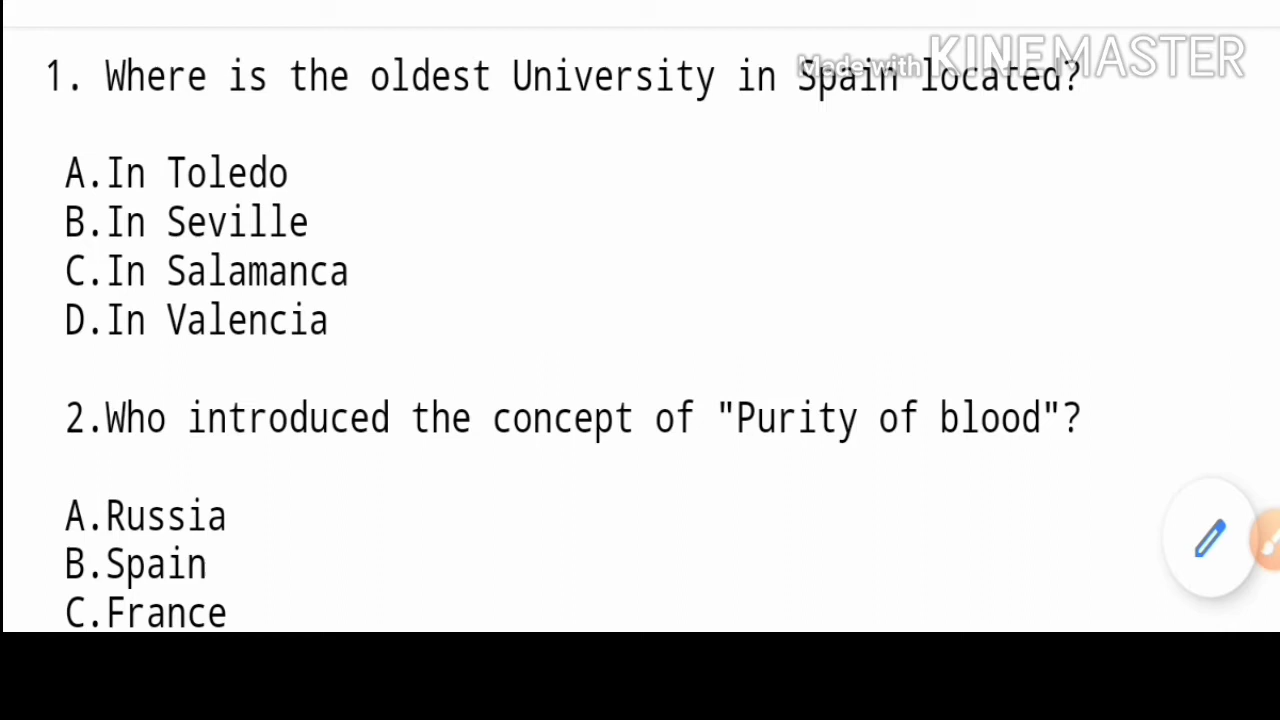 Made with KINEMASTER
1. Where is the oldest University in Spain located?
A.In Toledo
B.In Seville
C.In Salamanca
D.In Valencia
2.Who introduced the concept of "Purity of blood"?
A.Russia
B.Spain
C.France